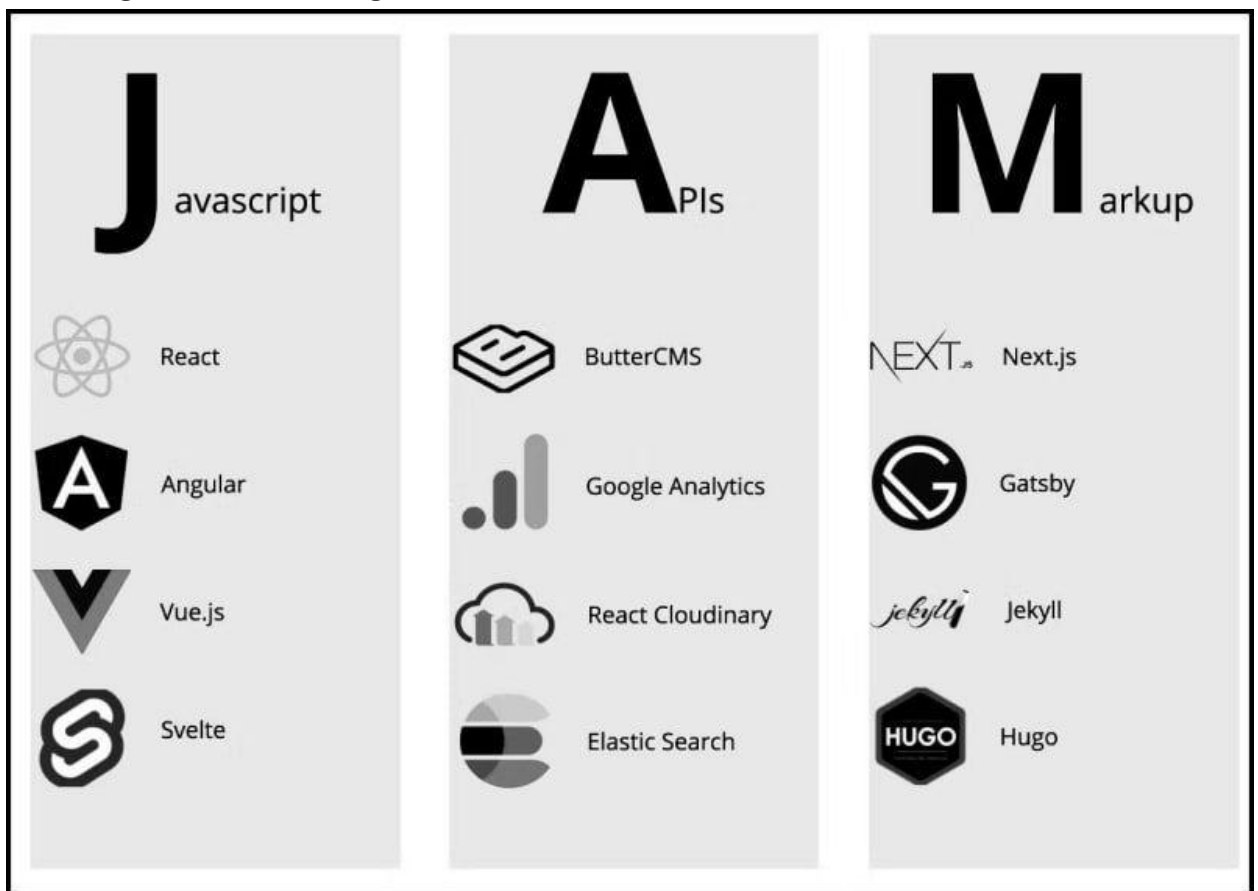 Javascript
React
Angular
Vue.js
Svelte
APIs
ButterCMS
Google Analytics
React Cloudinary
Elastic Search
Markup
NEXT.JS Next.js
Gatsby
jekyll Jekyll
HUGO Hugo